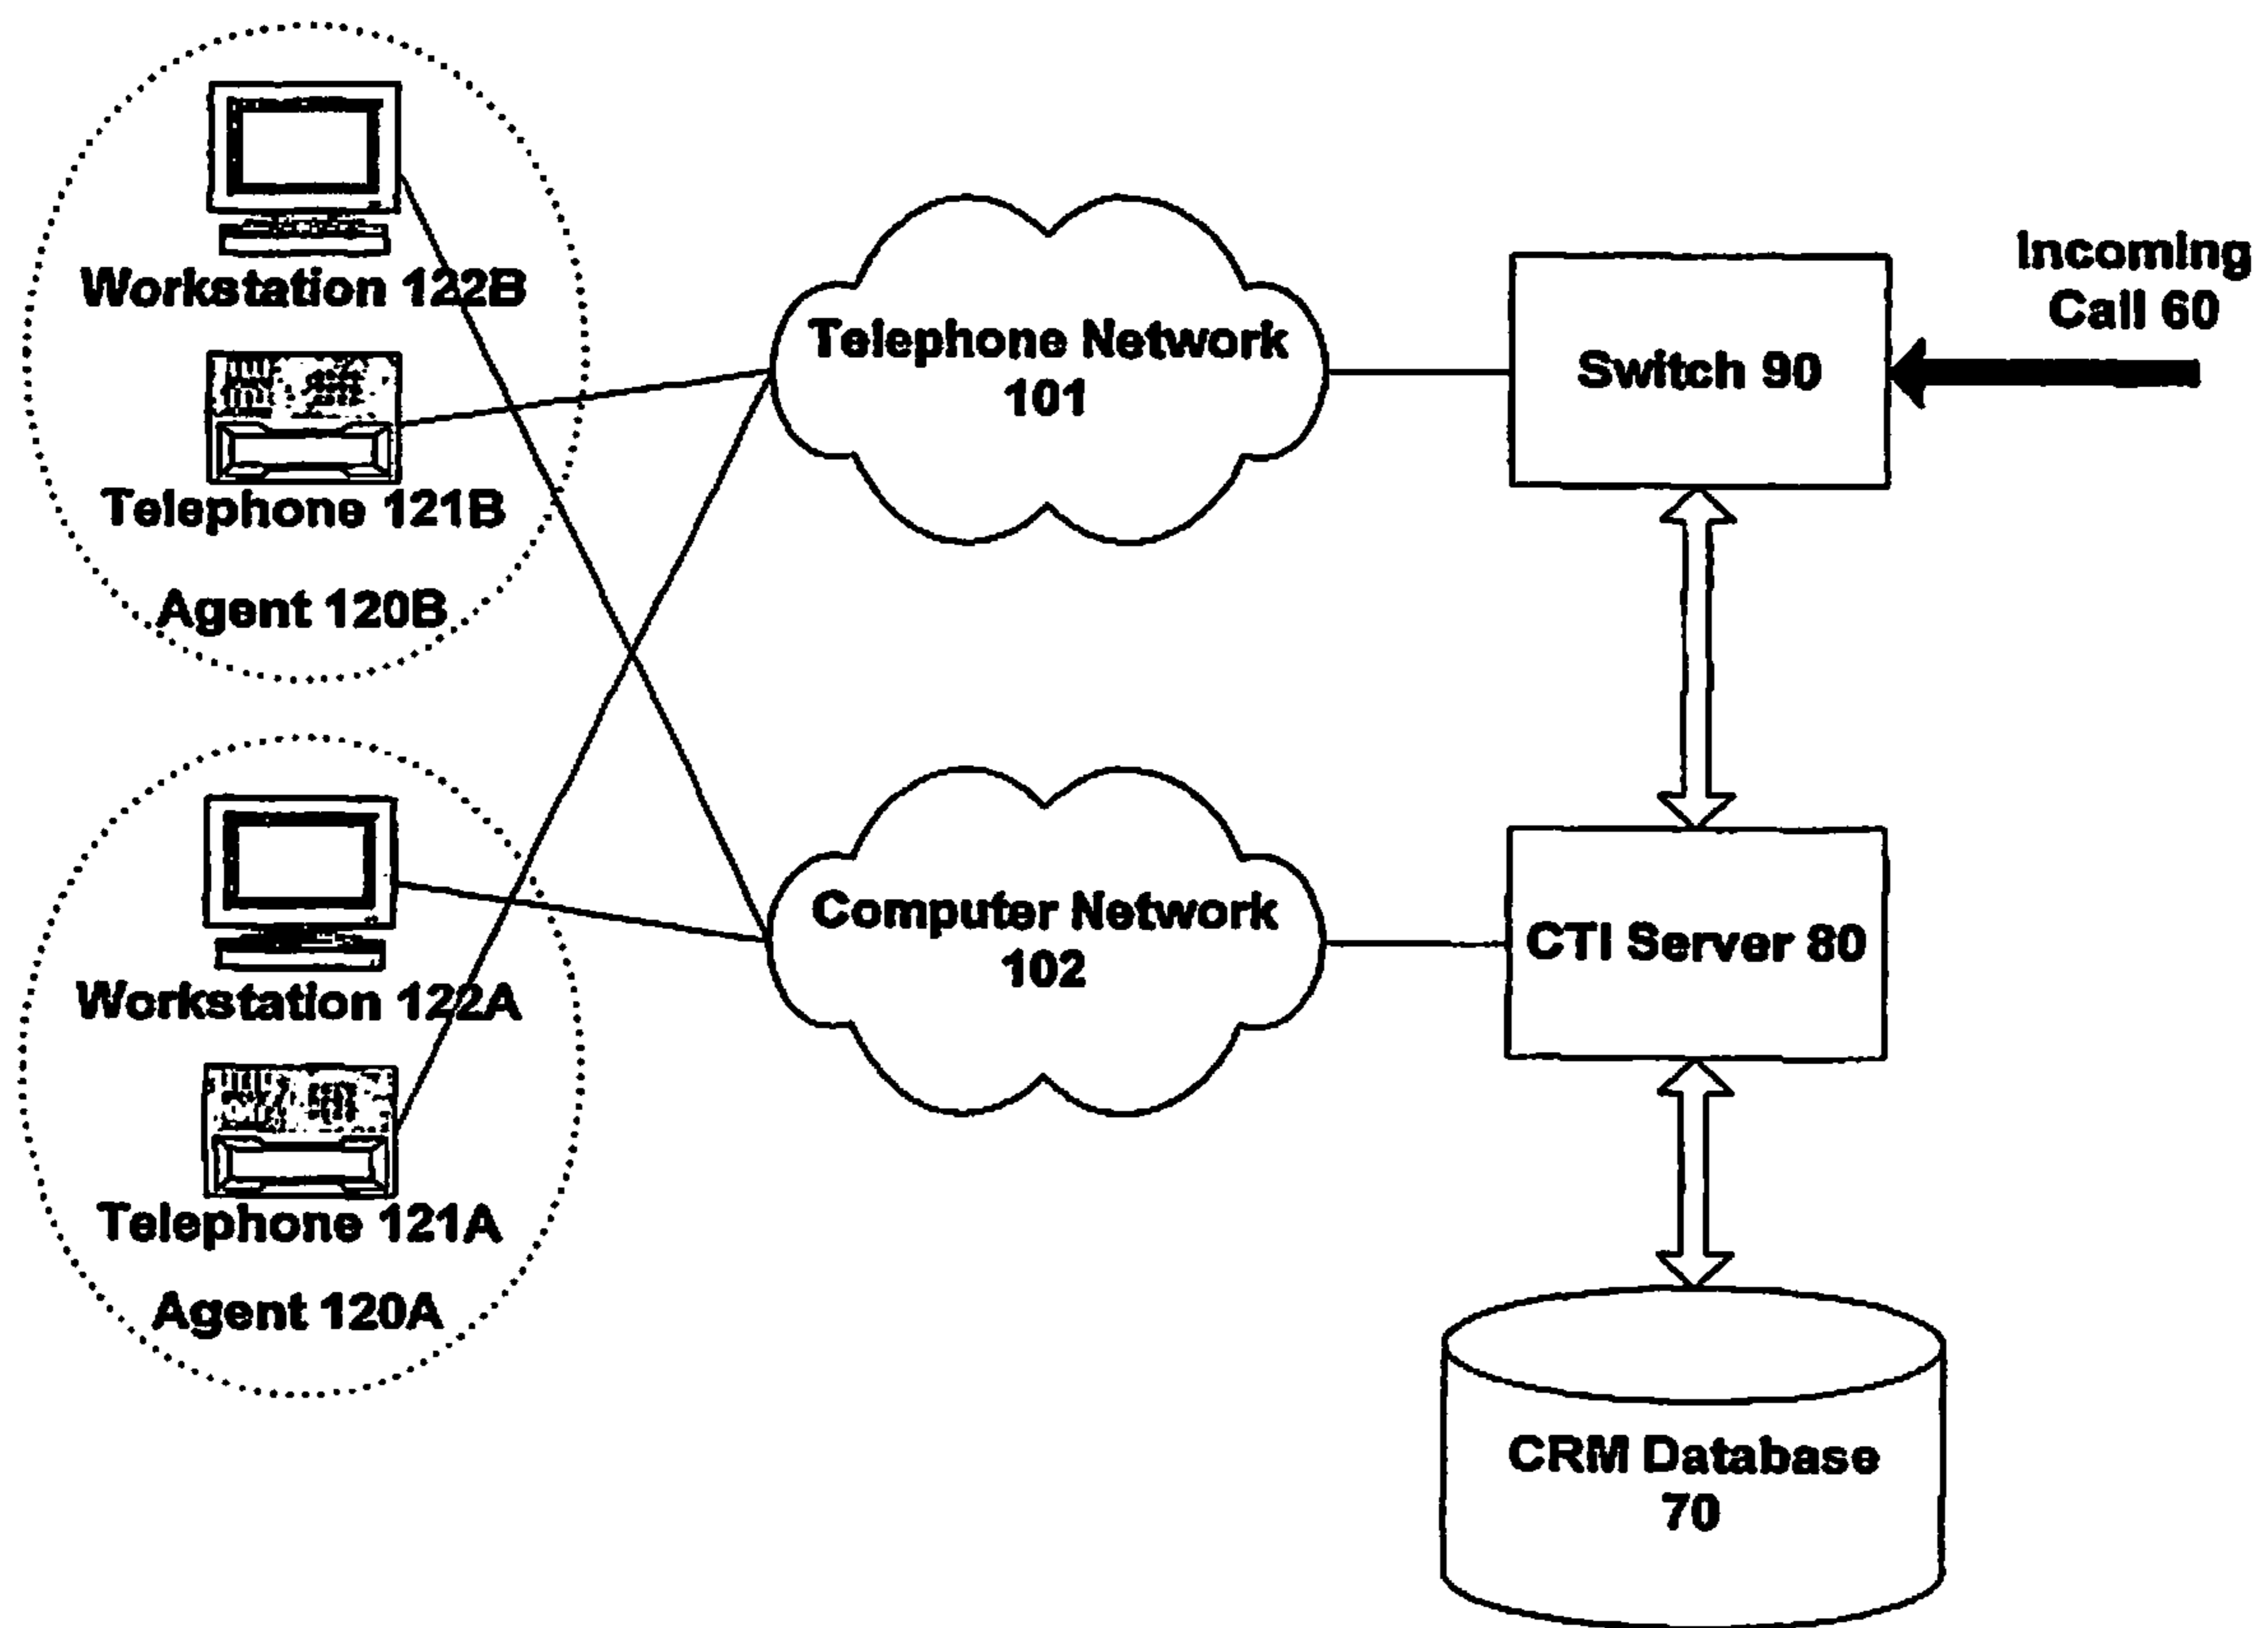 Workstation 122B
Telephone 121B
Agent 120B
Workstation 122A
Telephone 121A
Agent 120A
Telephone Network
101
Computer Network
102
Switch 90
Incoming
Call 60
CTI Server 80
CRM Database
70